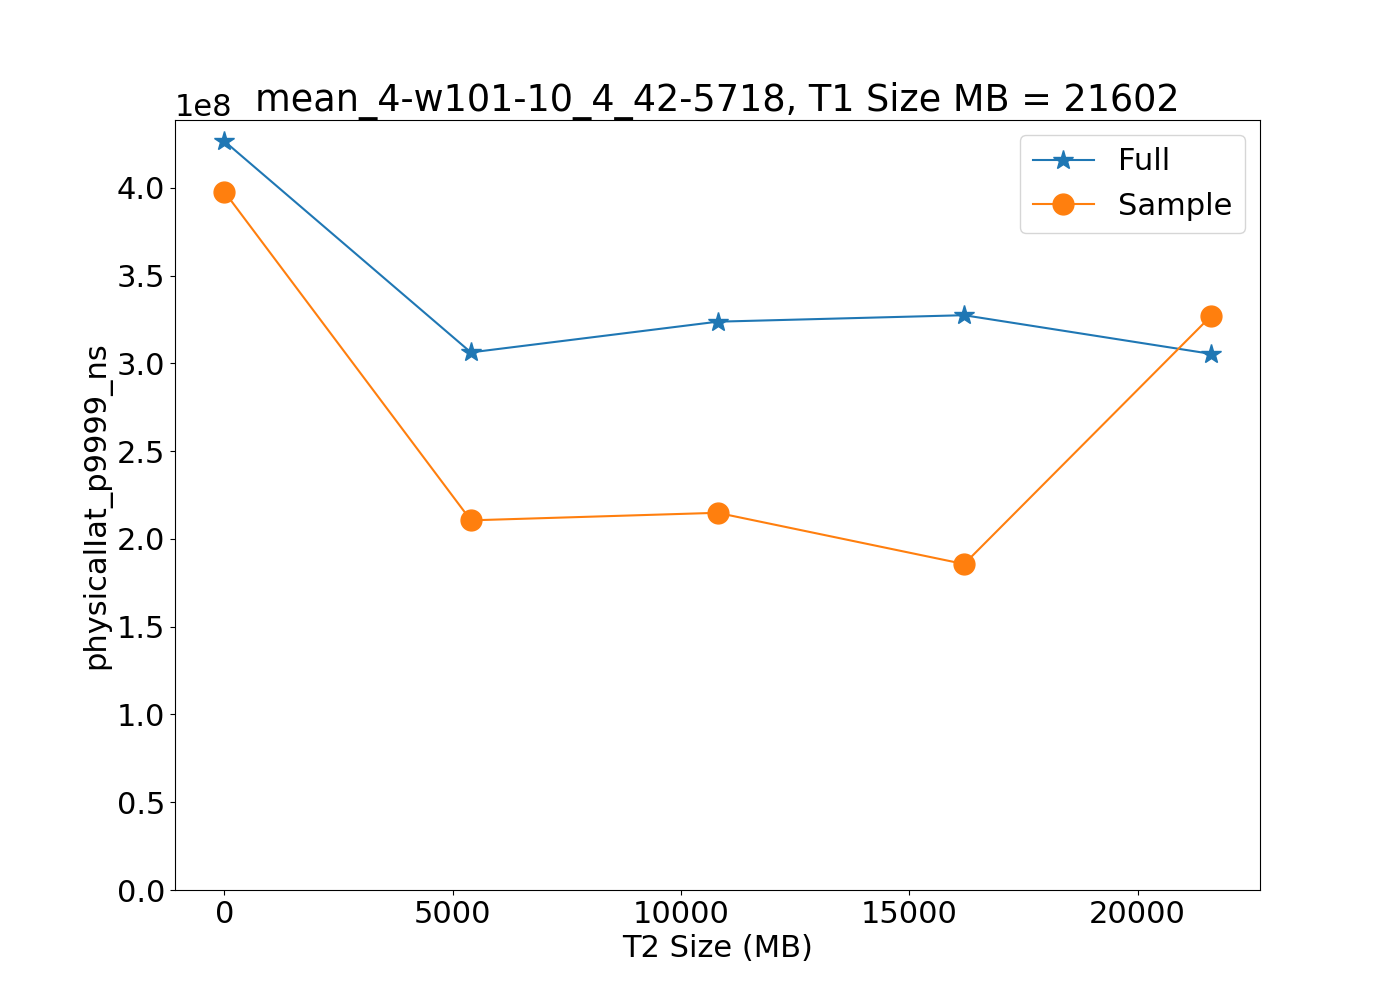 1e8
mean_4-w101-10_4_42-5718, T1 Size MB = 21602
Full
Sample
4.0
3.5
3.0
2.5
2.0
1.5
1.0
0.5
0.0
physicallat_p9999_ns
0 5000 10000 15000 20000
T2 Size (MB)